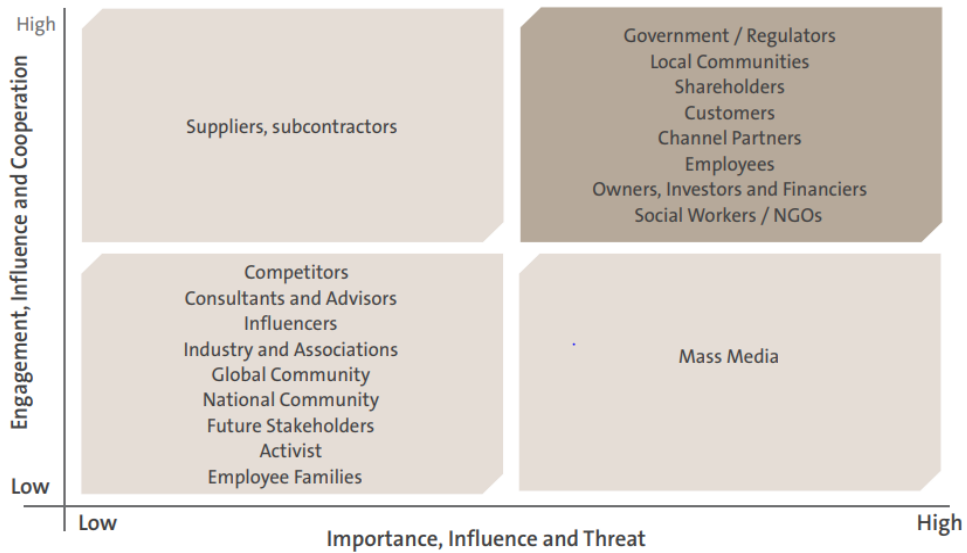 High
Engagement, Influence and Cooperation
Low
Suppliers, subcontractors
Government / Regulators
Local Communities
Shareholders
Customers
Channel Partners
Employees
Owners, Investors and Financiers
Social Workers / NGOs
Competitors
Consultants and Advisors
Influencers
Industry and Associations
Global Community
National Community
Future Stakeholders
Activist
Employee Families
Mass Media
Low
High
Importance, Influence and Threat